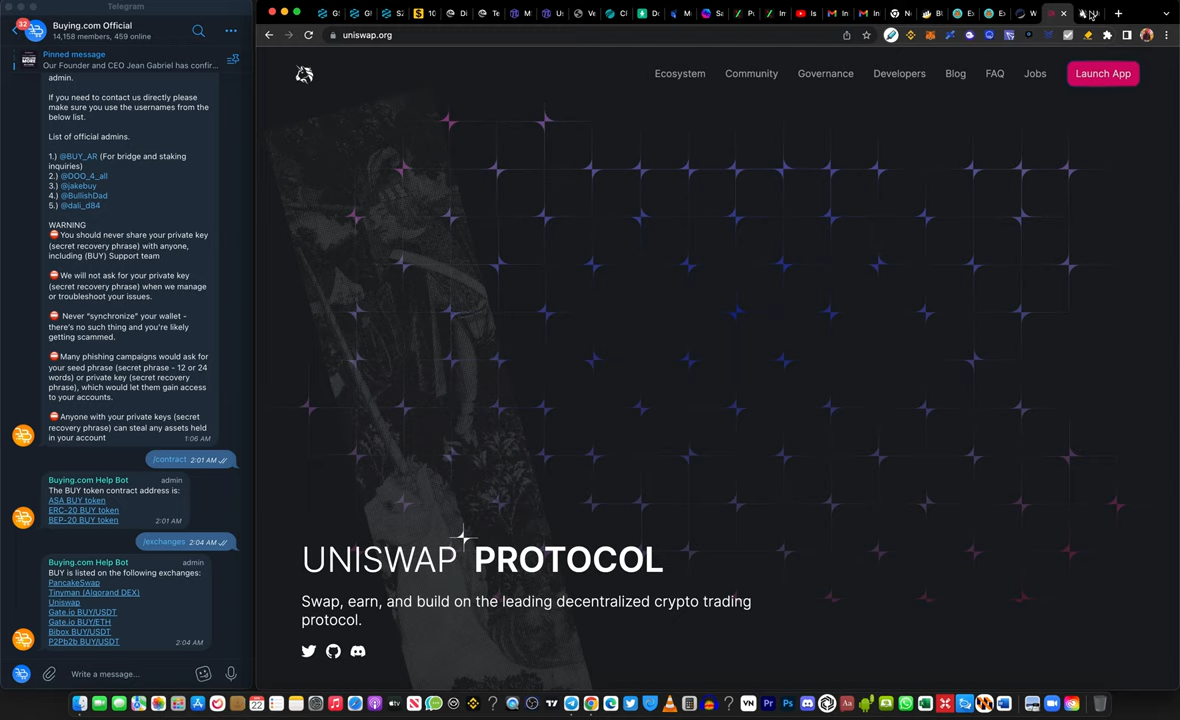 Telegram
32
Buying.com Official
14,158 members, 459 online
Pinned message
Our Founder and CEO Jean Gabriel has confir...
admin.
If you need to contact us directly please
make sure you use the usernames from the
below list.
List of official admins.
1.) @BUY_AR (For bridge and staking
inquiries)
2.) @DOO_4_all
3.) @jakebuy
4.) @BullishDad
5.) @dali_d84
WARNING
⛔You should never share your private key
(secret recovery phrase) with anyone,
including (BUY) Support team
⛔We will not ask for your private key
(secret recovery phrase) when we manage
or troubleshoot your issues.
⛔ Never “synchronize” your wallet -
there's no such thing and you're likely
getting scammed.
⛔Many phishing campaigns would ask for
your seed phrase (secret phrase - 12 or 24
words) or private key (secret recovery
phrase), which would let them gain access
to your accounts.
⛔Anyone with your private keys (secret
recovery phrase) can steal any assets held
in your account
1:06 AM
/contract 2:01 AM
Buying.com Help Bot admin
The BUY token contract address is:
ASA BUY token
ERC-20 BUY token
BEP-20 BUY token
2:01 AM
/exchanges 2:04 AM
Buying.com Help Bot admin
BUY is listed on the following exchanges:
PancakeSwap
Tinyman (Algorand DEX)
Uniswap
Gate.io BUY/USDT
Gate.io BUY/ETH
Bibox BUY/USDT
P2Pb2b BUY/USDT
2:04 AM
Write a message...
uniswap.org
Ecosystem Community Governance Developers Blog FAQ Jobs Launch App
UNISWAP PROTOCOL
Swap, earn, and build on the leading decentralized crypto trading
protocol.